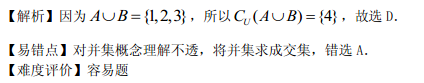 【解析】因为 A∪B={1,2,3}，所以 C_U(A∪B)={4}，故选 D．
【易错点】对并集概念理解不透，将并集求成交集，错选 A．
【难度评价】容易题